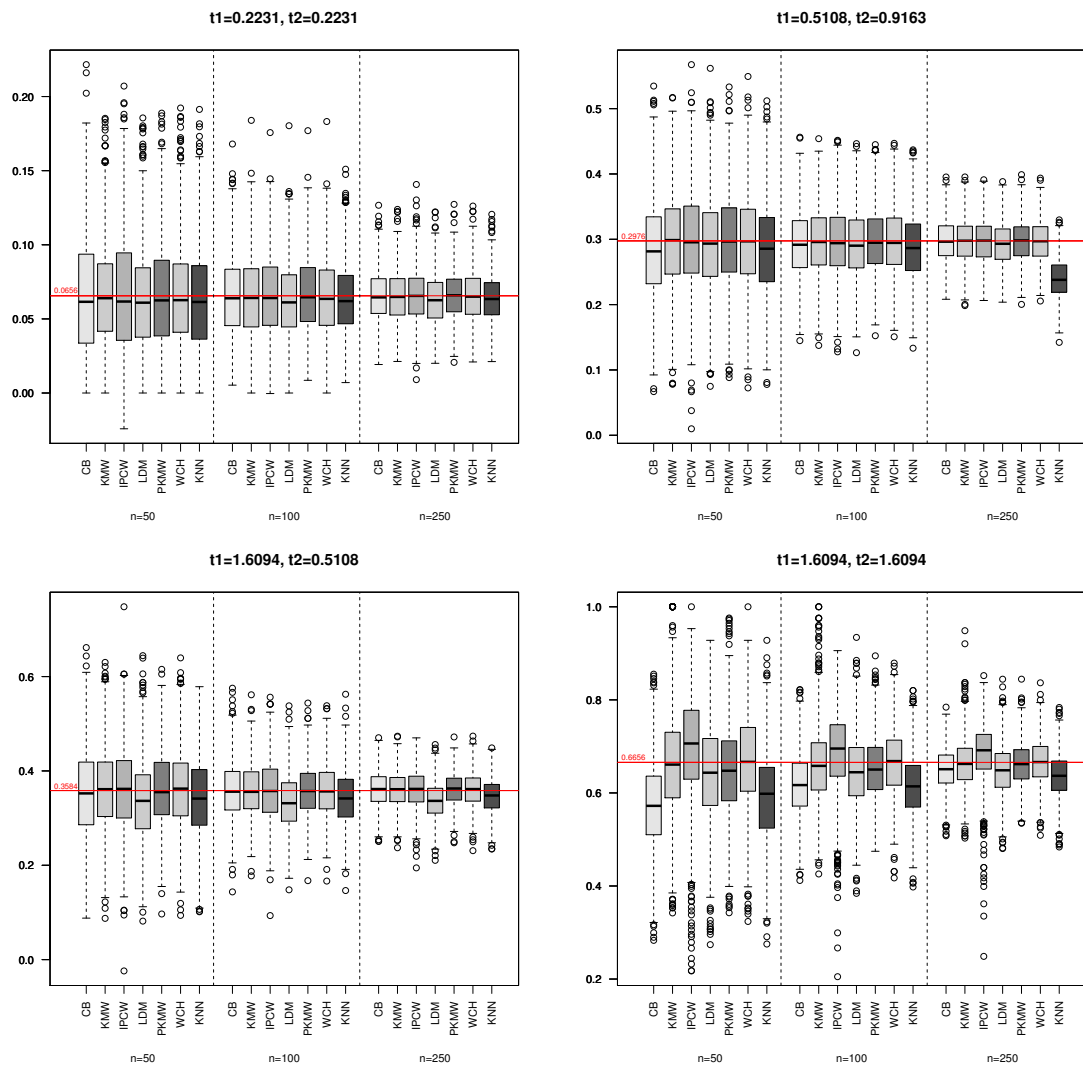 t1=0.2231, t2=0.2231
0.20
0.15
0.10
0.05
0.00
0.0656
CB KMW IPCW LDM PKMW WCH KNN CB KMW IPCW LDM PKMW WCH KNN CB KMW IPCW LDM PKMW WCH KNN
n=50 n=100 n=250
t1=0.5108, t2=0.9163
0.5
0.4
0.3
0.2
0.1
0.0
0.2976
CB KMW IPCW LDM PKMW WCH KNN CB KMW IPCW LDM PKMW WCH KNN CB KMW IPCW LDM PKMW WCH KNN
n=50 n=100 n=250
t1=1.6094, t2=0.5108
0.6
0.4
0.2
0.0
0.3584
CB KMW IPCW LDM PKMW WCH KNN CB KMW IPCW LDM PKMW WCH KNN CB KMW IPCW LDM PKMW WCH KNN
n=50 n=100 n=250
t1=1.6094, t2=1.6094
1.0
0.8
0.6
0.4
0.2
0.6656
CB KMW IPCW LDM PKMW WCH KNN CB KMW IPCW LDM PKMW WCH KNN CB KMW IPCW LDM PKMW WCH KNN
n=50 n=100 n=250